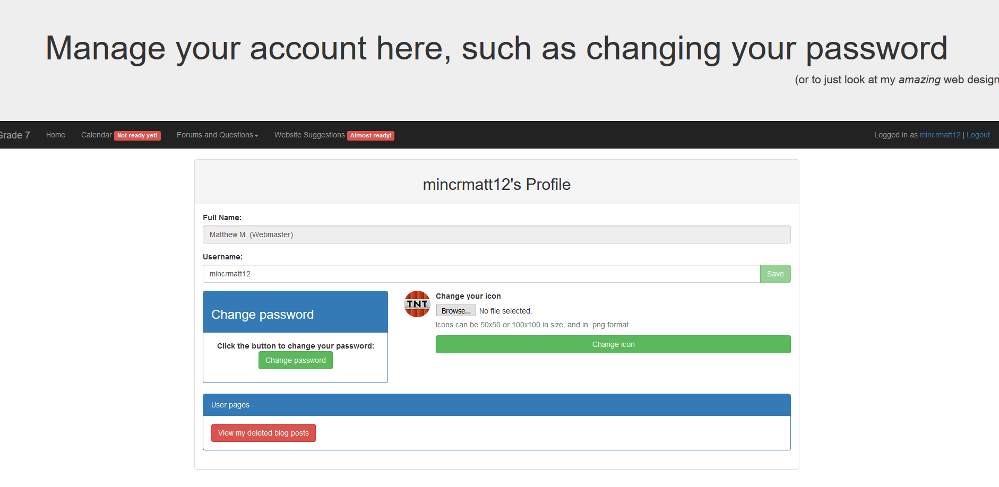 Manage your account here, such as changing your password
(or to just look at my amazing web design
Grade 7 Home Calendar Not ready yet! Forums and Questions Website Suggestions Almost ready! Logged in as mincrmatt12 | Logout
mincrmatt12's Profile
Full Name:
Matthew M. (Webmaster)
Username:
mincrmatt12 Save
Change password
Click the button to change your password:
Change password
TNT
Change your icon
Browse... No file selected.
Icons can be 50x50 or 100x100 in size, and in .png format
Change icon
User pages
View my deleted blog posts